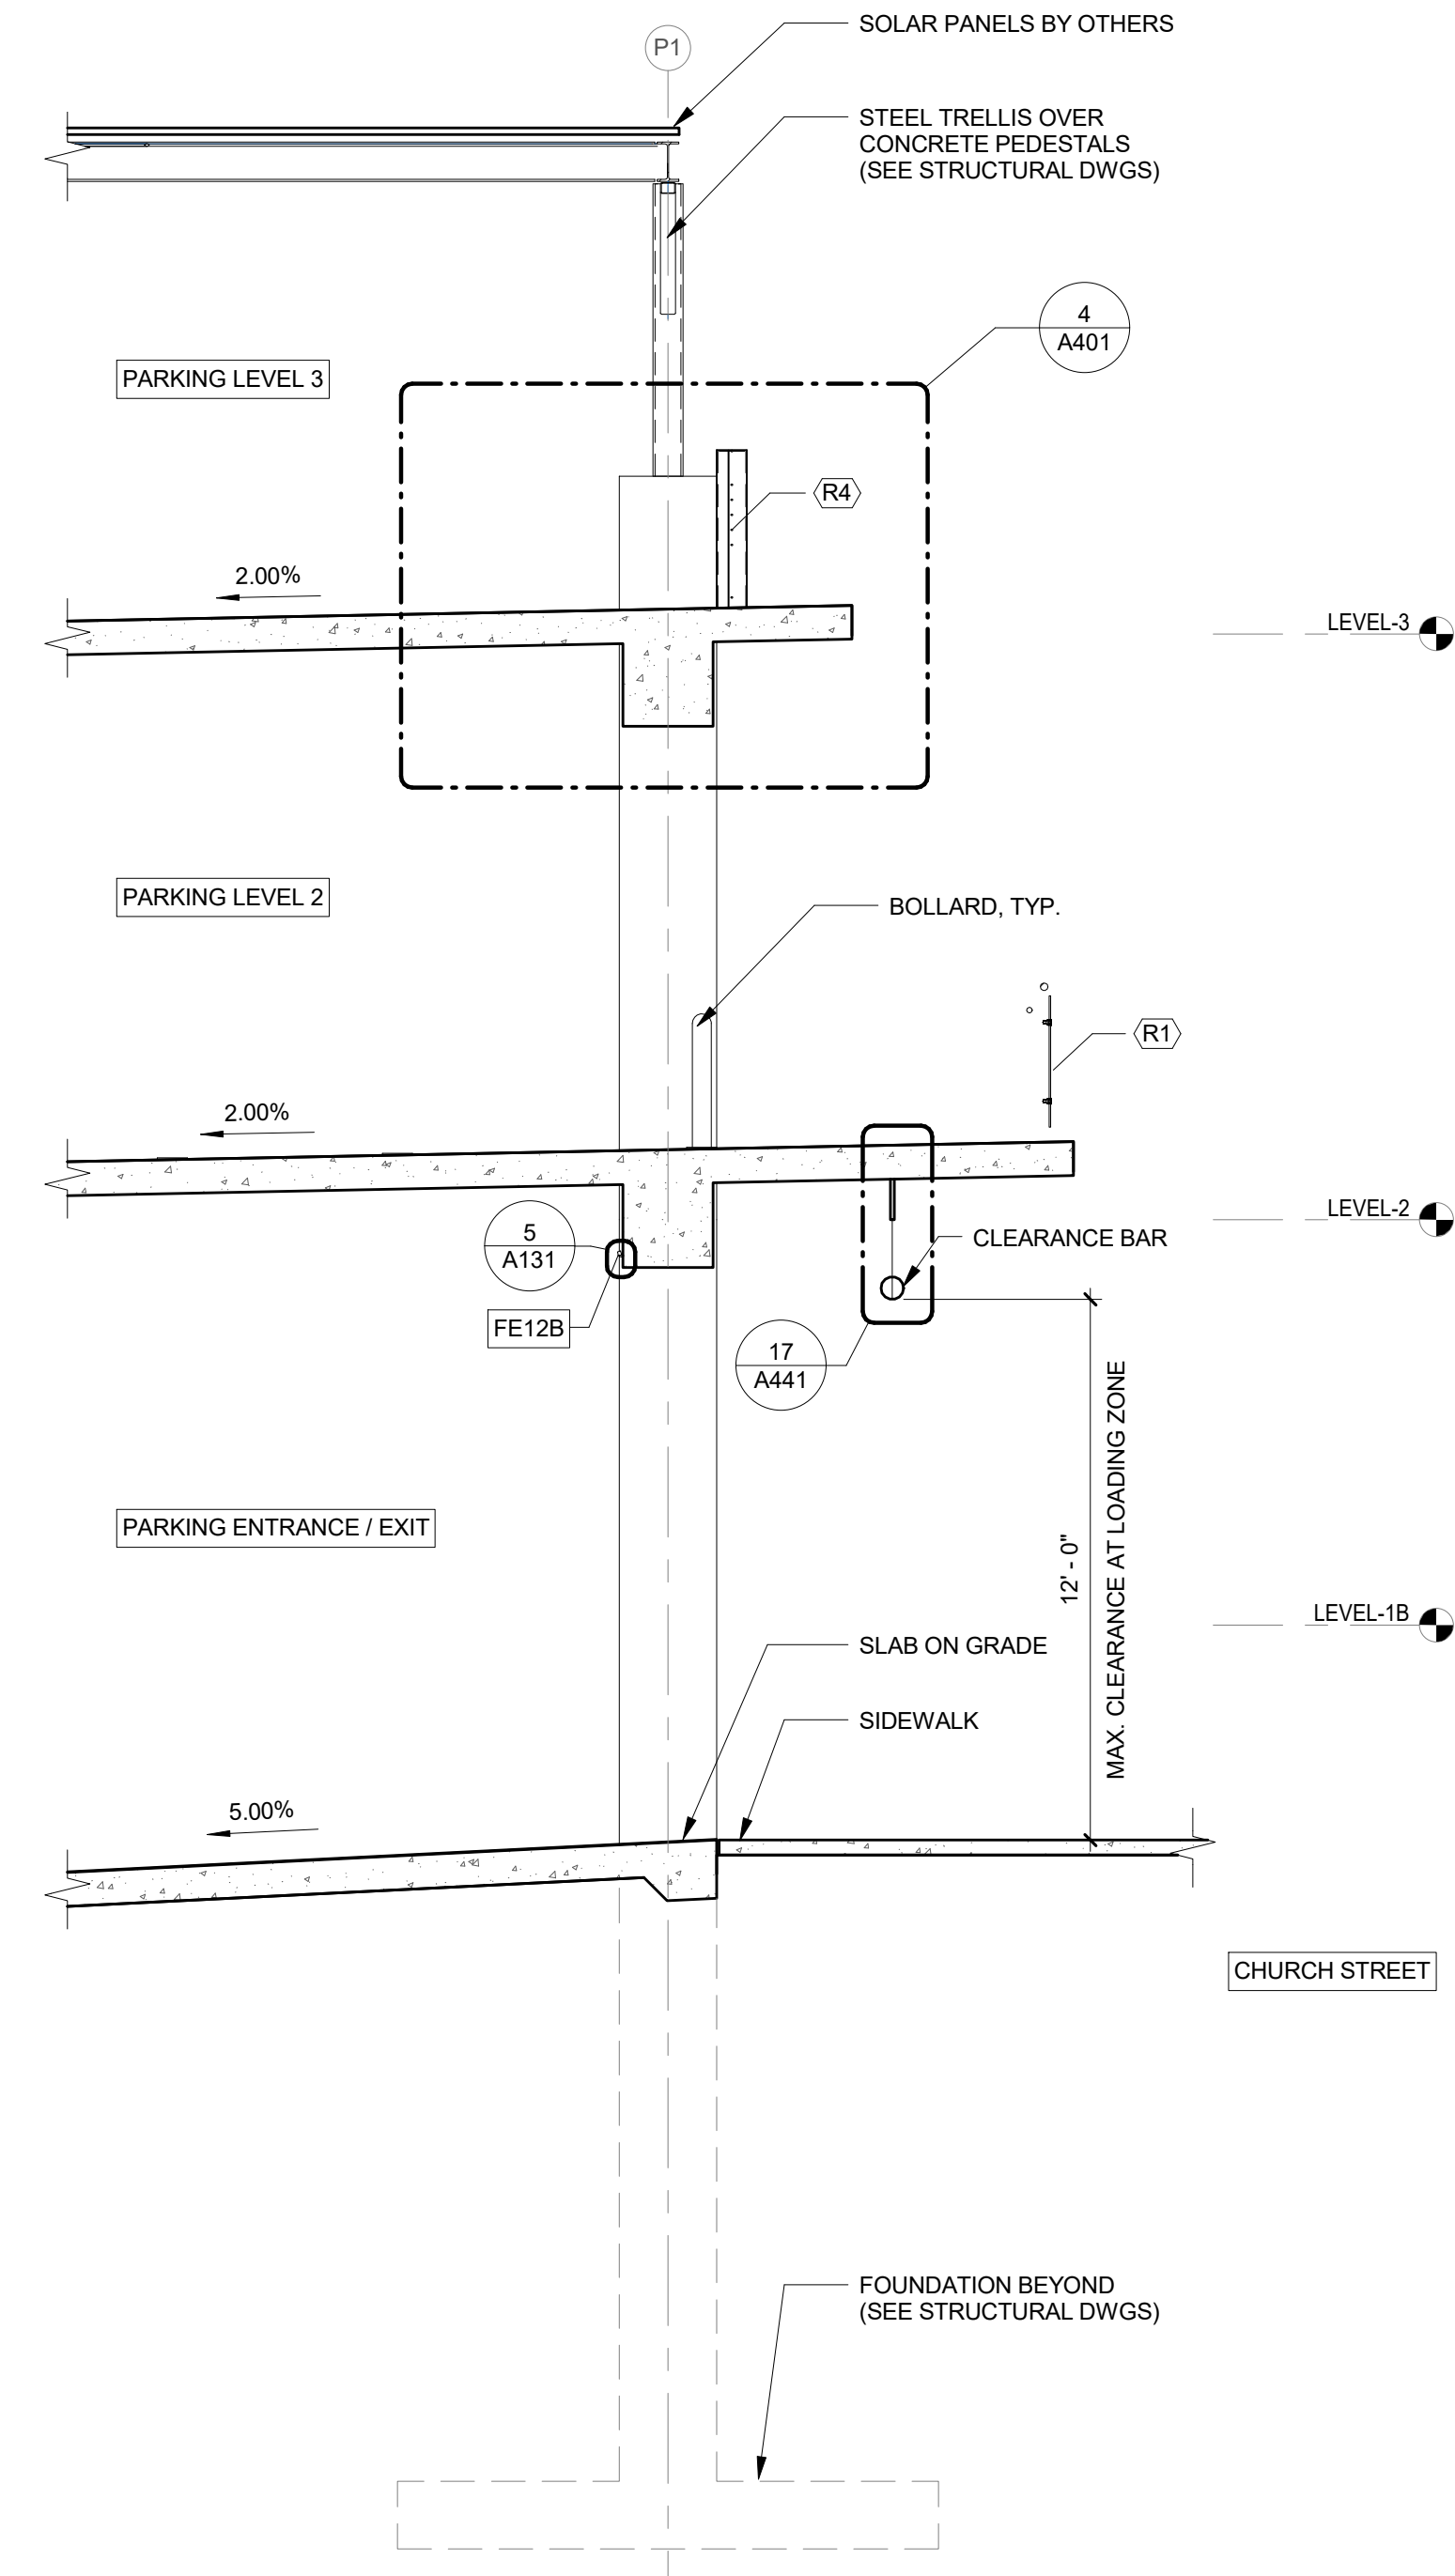 SOLAR PANELS BY OTHERS
P1
STEEL TRELLIS OVER
CONCRETE PEDESTALS
(SEE STRUCTURAL DWGS)
4
A401
PARKING LEVEL 3
R4
2.00%
LEVEL-3
PARKING LEVEL 2
BOLLARD, TYP.
R1
2.00%
LEVEL-2
5
A131
CLEARANCE BAR
FE12B
17
A441
MAX. CLEARANCE AT LOADING ZONE
12' - 0"
PARKING ENTRANCE / EXIT
LEVEL-1B
SLAB ON GRADE
SIDEWALK
5.00%
CHURCH STREET
FOUNDATION BEYOND
(SEE STRUCTURAL DWGS)